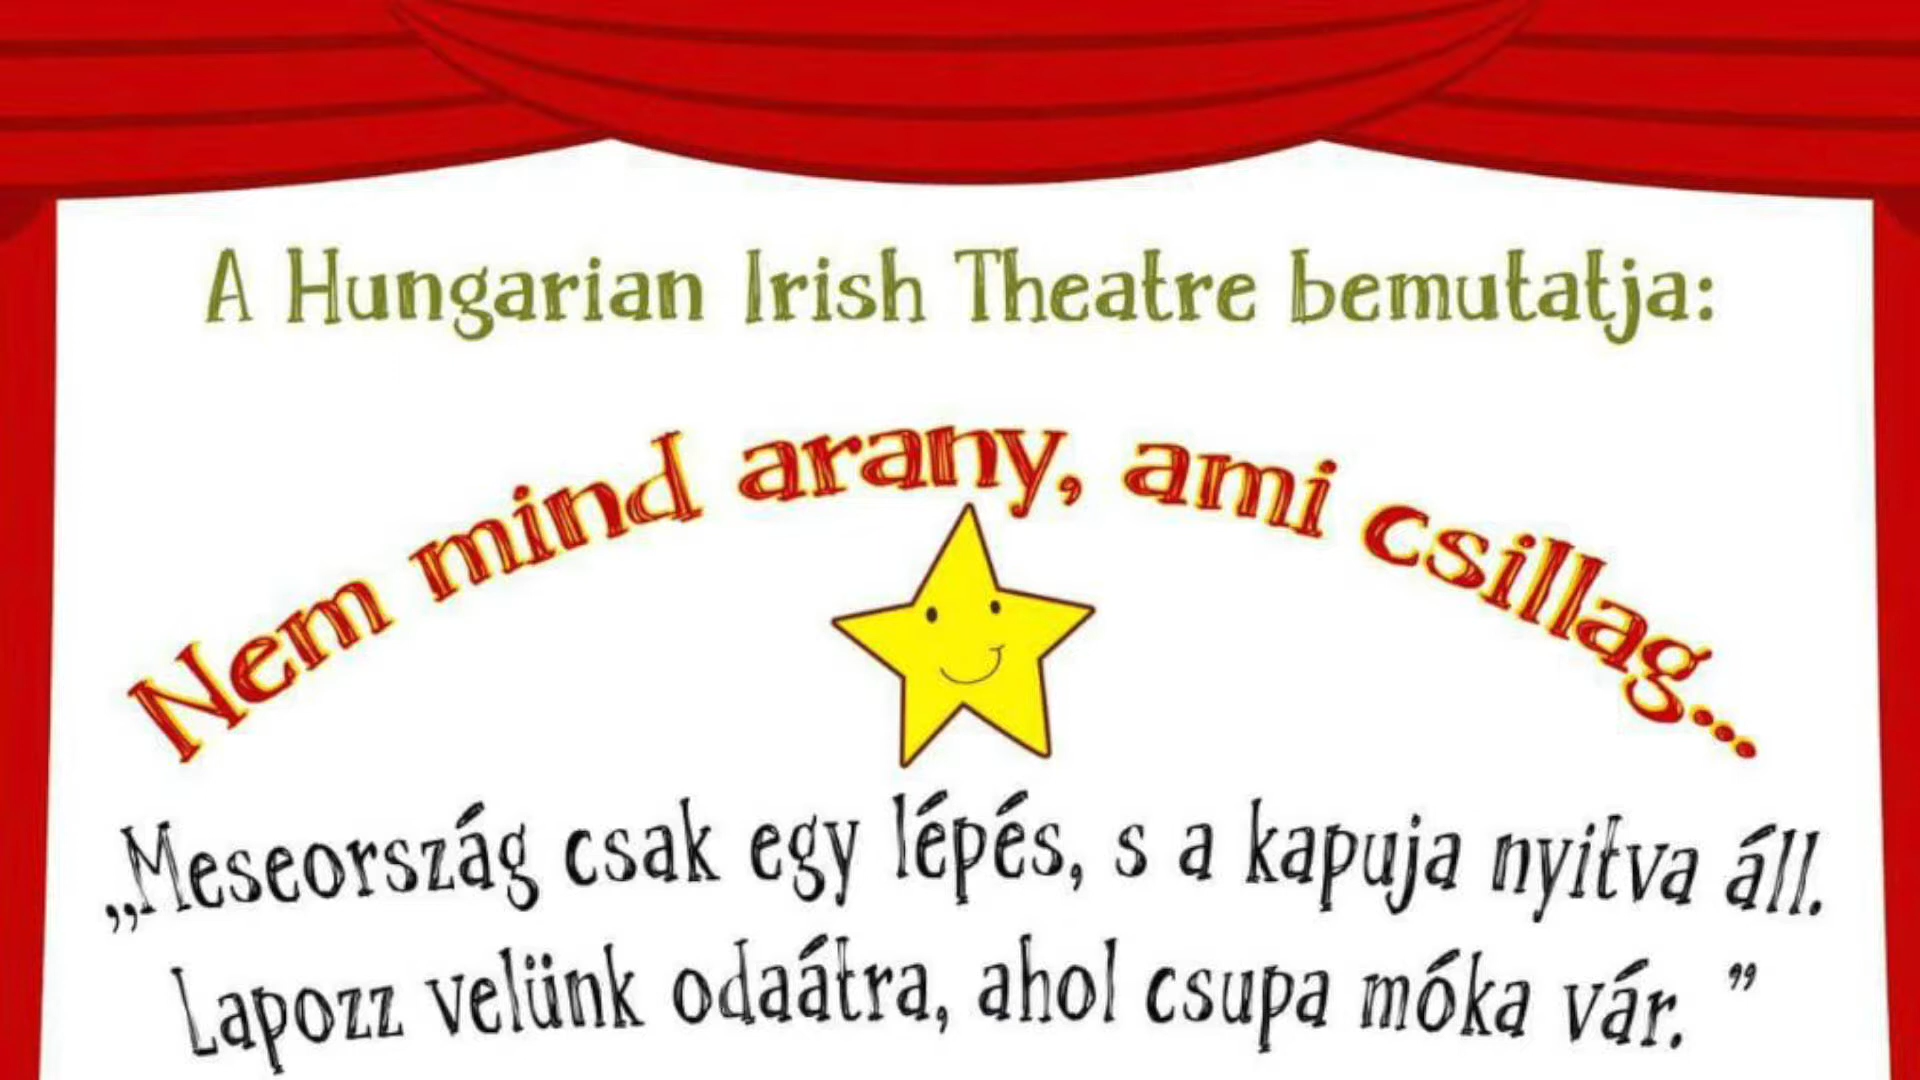 A Hungarian Irish Theatre bemutatja:
Nem mind arany, ami csillag...
„Meseország csak egy lépés, s a kapuja nyitva áll.
Lapozz velünk odaátra, ahol csupa móka vár. ”